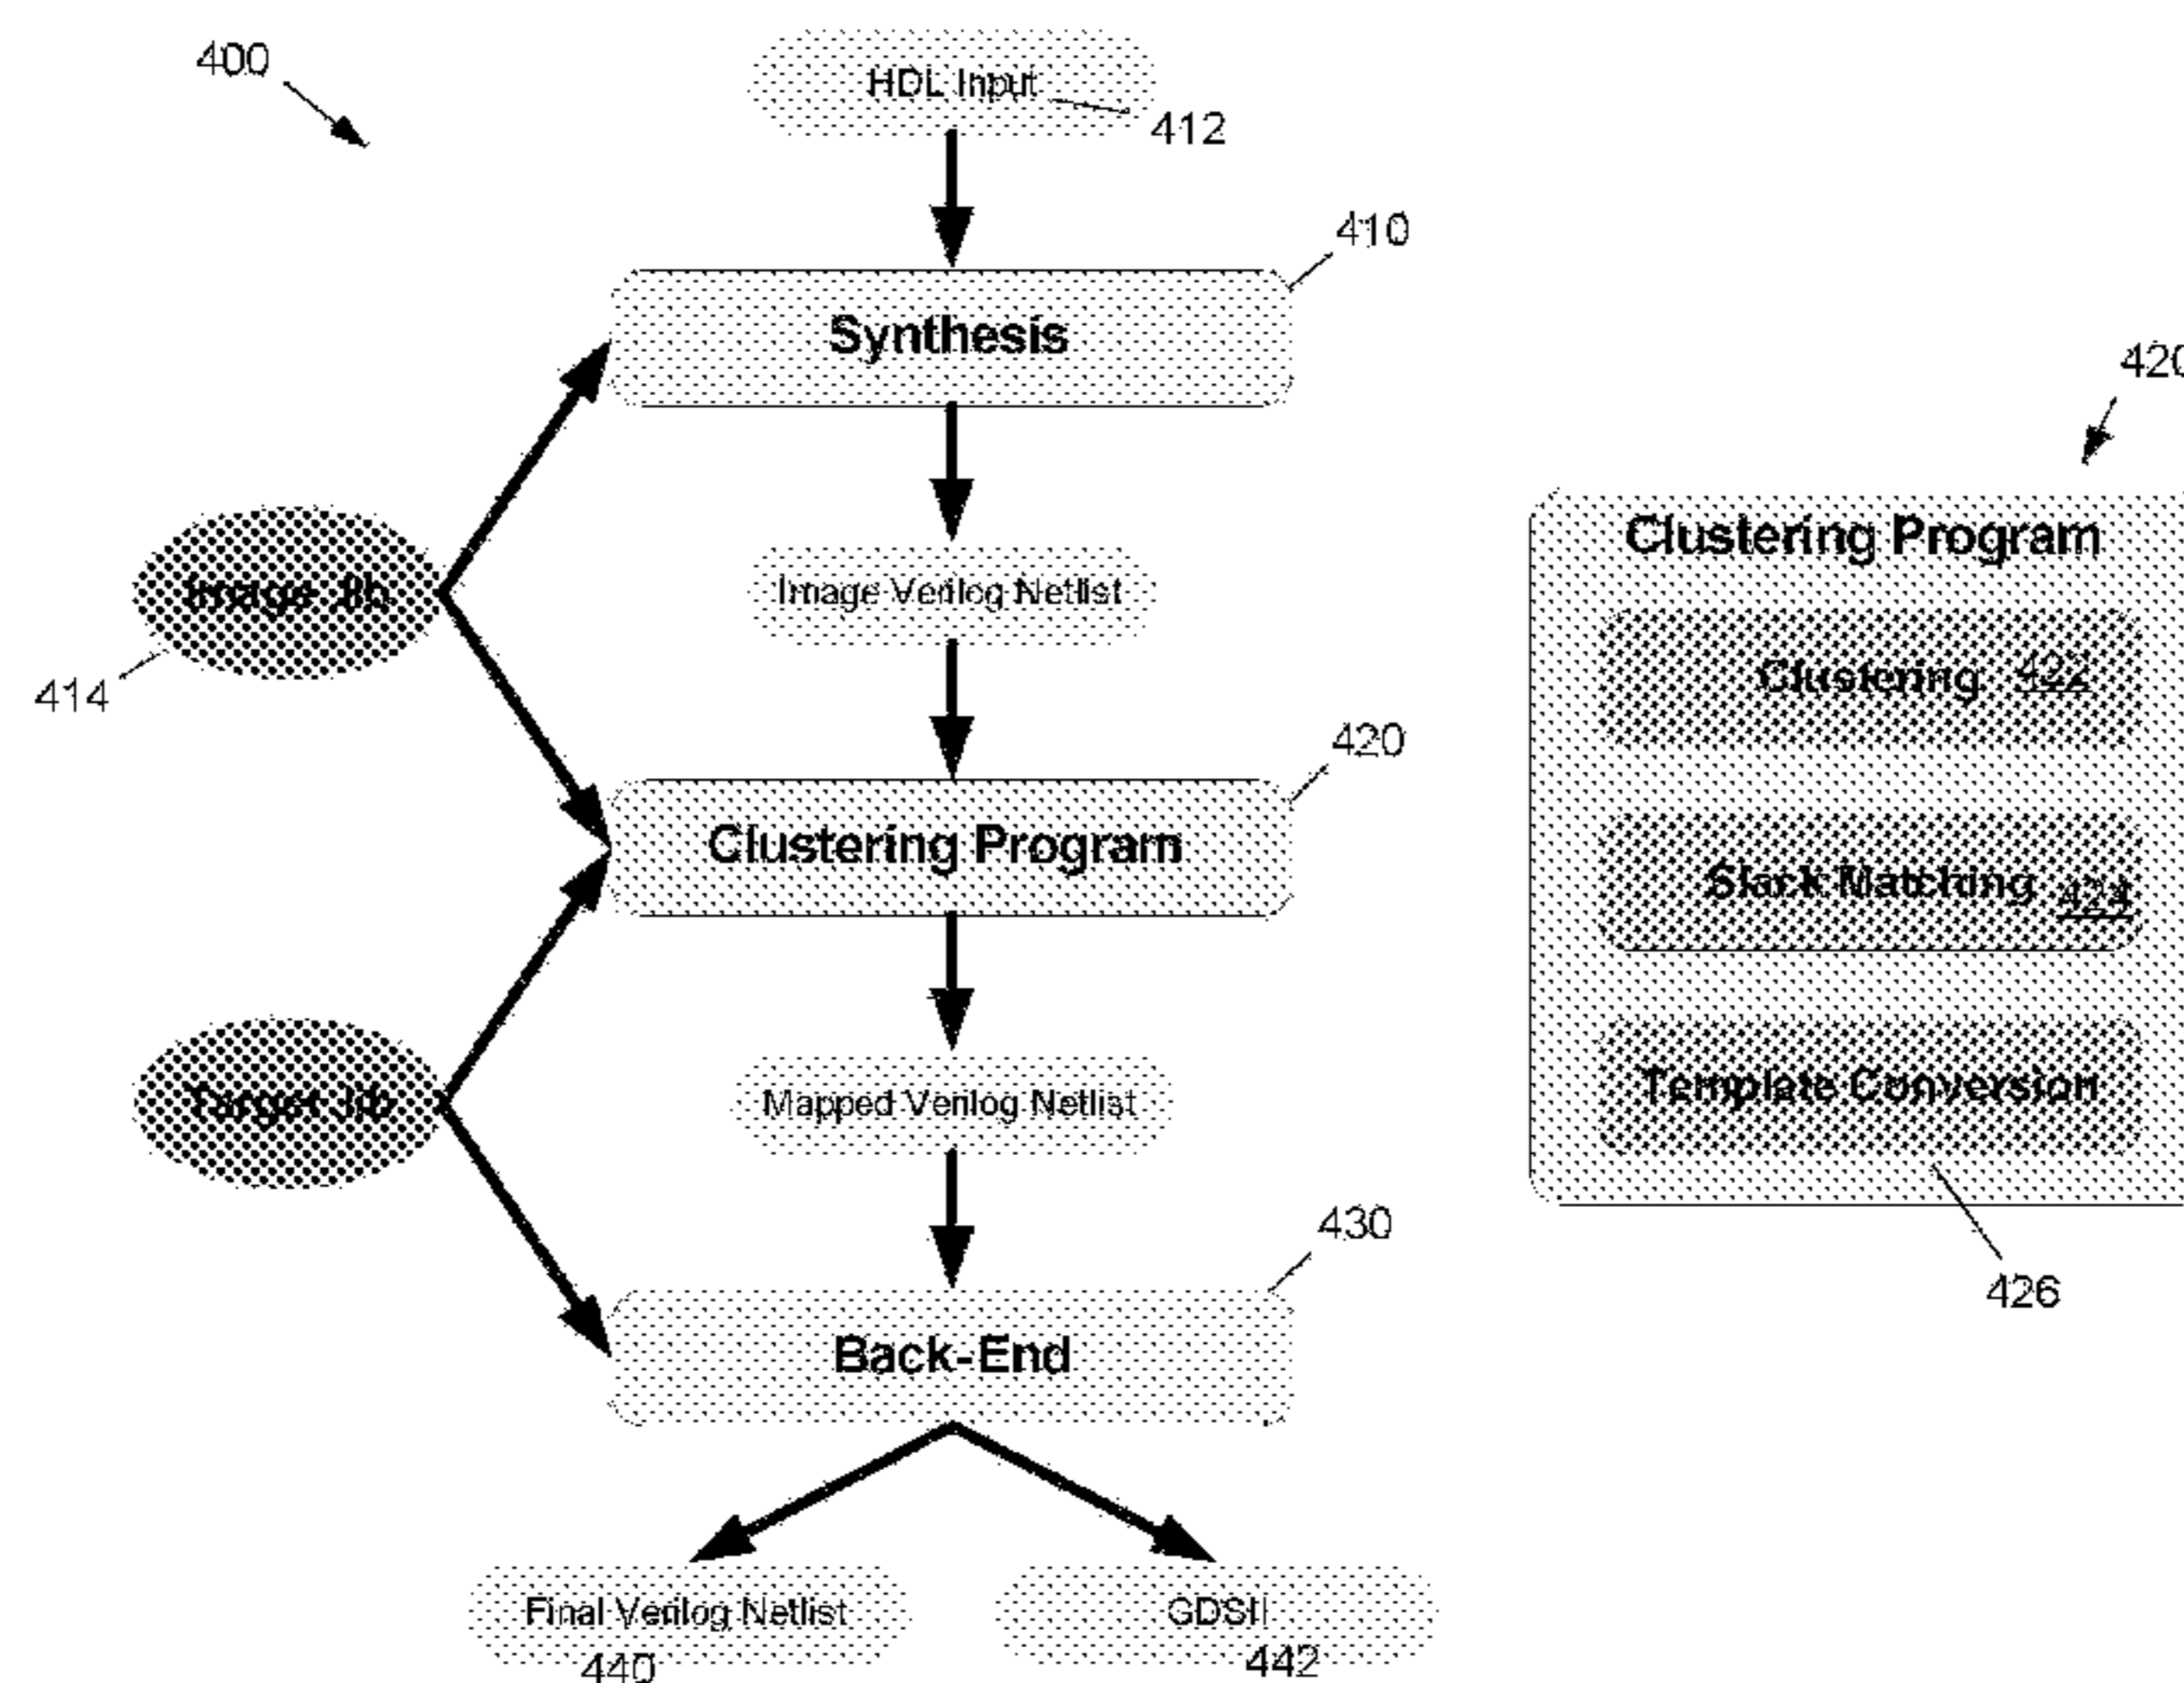 400
HDL Input
412
410
Synthesis
Image .lib
414
Image Verilog Netlist
420
Clustering Program
Target .lib
Mapped Verilog Netlist
430
Back-End
Final Verilog Netlist
440
GDSII
442
420
Clustering Program
Clustering 422
Slack Matching 424
Template Conversion
426